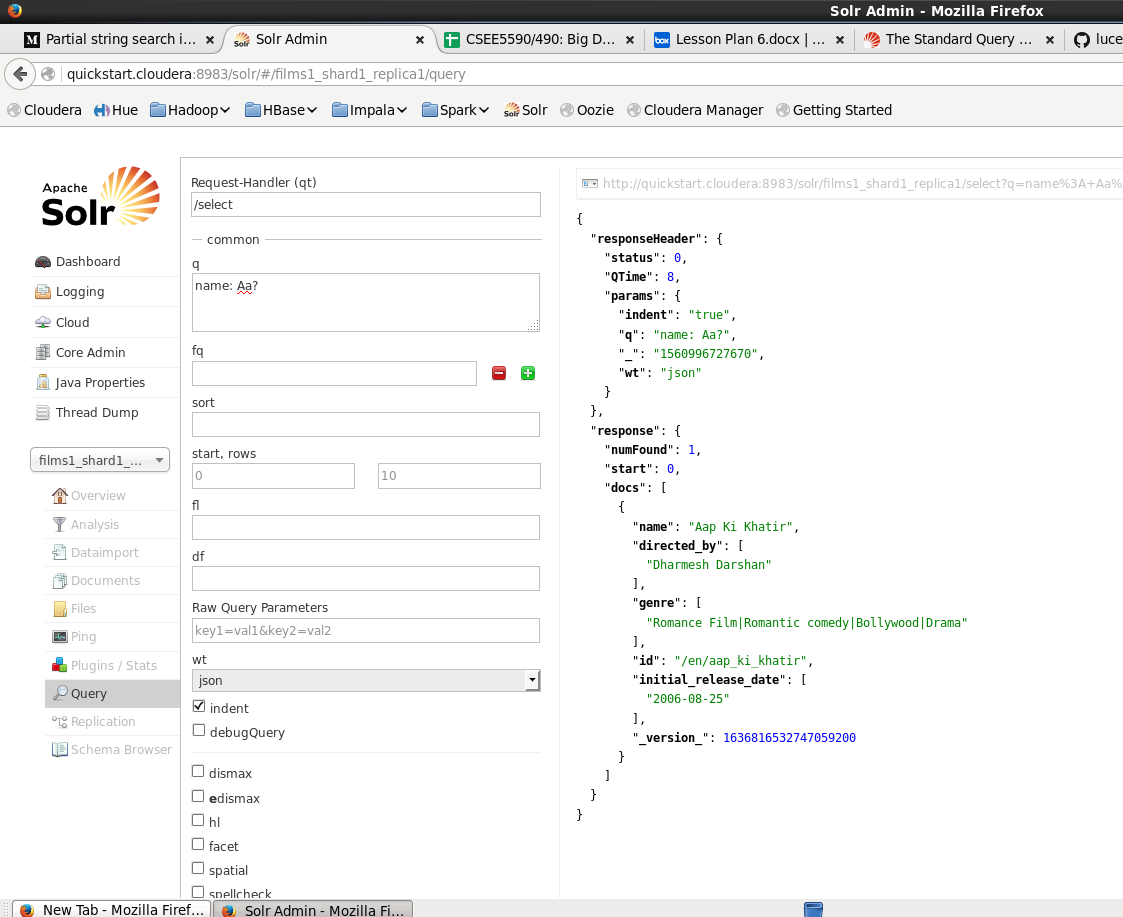 Solr Admin - Mozilla Firefox
Partial string search i... × Solr Admin × CSEE5590/490: Big D... × Lesson Plan 6.docx | ... × The Standard Query ... × luce
quickstart.cloudera:8983/solr/#/films1_shard1_replica1/query
Cloudera Hue Hadoop HBase Impala Spark Solr Oozie Cloudera Manager Getting Started
Apache
Solr
Dashboard
Logging
Cloud
Core Admin
Java Properties
Thread Dump
films1_shard1_...
Overview
Analysis
Dataimport
Documents
Files
Ping
Plugins / Stats
Query
Replication
Schema Browser
Request-Handler (qt)
/select
common
q
name: Aa?
fq
sort
start, rows
0 10
fl
df
Raw Query Parameters
key1=val1&key2=val2
wt
json
indent
debugQuery
dismax
edismax
hl
facet
spatial
spellcheck
http://quickstart.cloudera:8983/solr/films1_shard1_replica1/select?q=name%3A+Aa%
{
"responseHeader": {
"status": 0,
"QTime": 8,
"params": {
"indent": "true",
"q": "name: Aa?",
"_": "1560996727670",
"wt": "json"
}
},
"response": {
"numFound": 1,
"start": 0,
"docs": [
{
"name": "Aap Ki Khatir",
"directed_by": [
"Dharmesh Darshan"
],
"genre": [
"Romance Film|Romantic comedy|Bollywood|Drama"
],
"id": "/en/aap_ki_khatir",
"initial_release_date": [
"2006-08-25"
],
"_version_": 1636816532747059200
}
]
}
}
New Tab - Mozilla Firef... Solr Admin - Mozilla Fi...